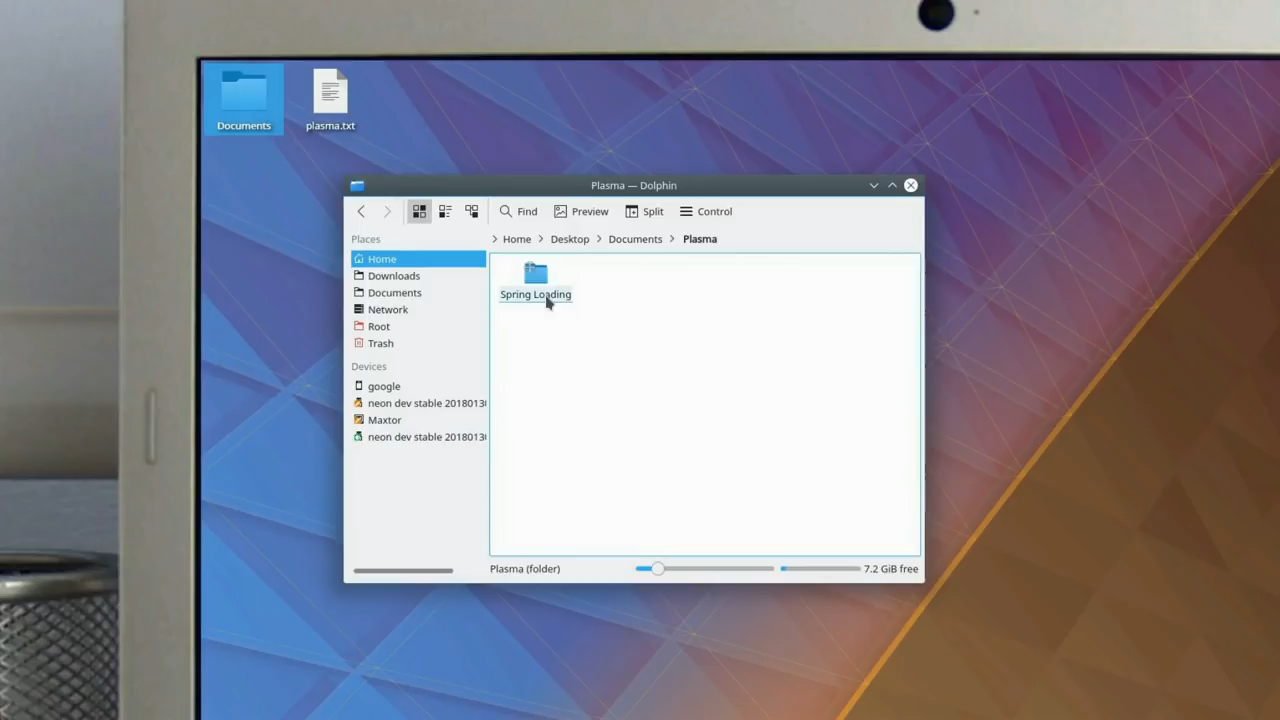 Documents
plasma.txt
Plasma — Dolphin
Find Preview Split Control
Places
Home Desktop Documents Plasma
Home
Downloads
Documents
Network
Root
Trash
Devices
google
neon dev stable 2018013
Maxtor
neon dev stable 2018013
Spring Loading
Plasma (folder)
7.2 GiB free